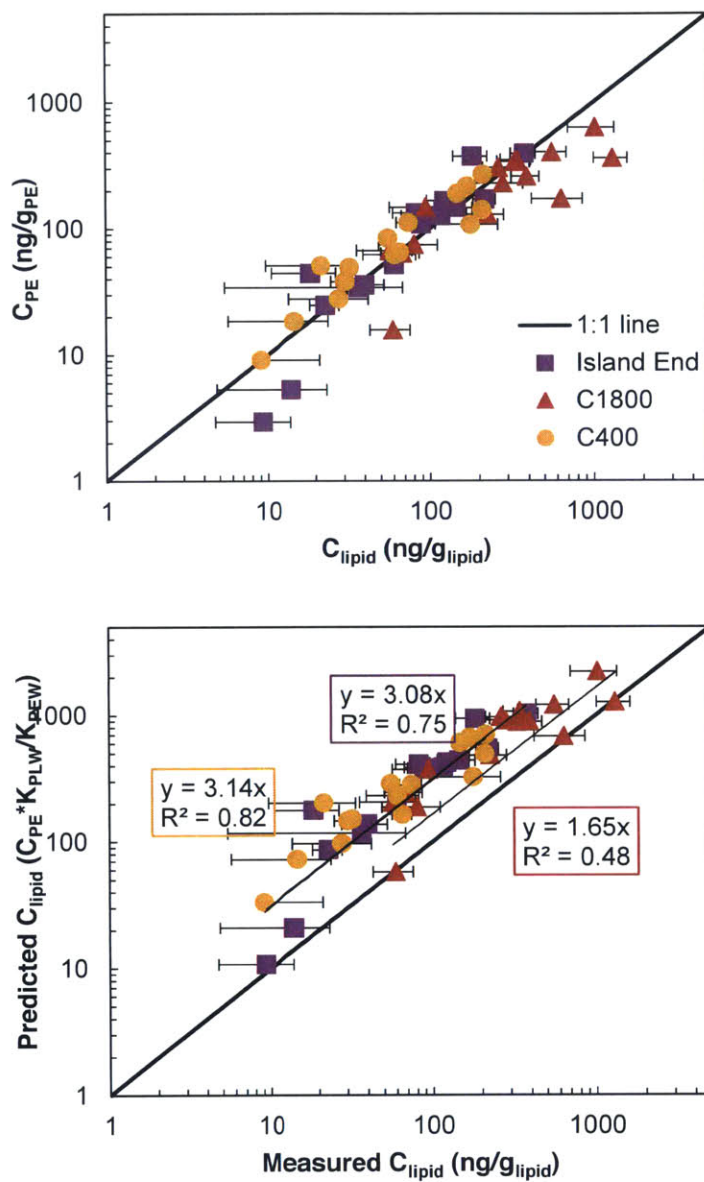 1000
100
10
1
C_PE (ng/g_PE)
1:1 line
Island End
C1800
C400
1 10 100 1000
C_lipid (ng/g_lipid)
1000
100
10
1
Predicted C_lipid (C_PE*K_PLW/K_PEW)
y = 3.08x
R² = 0.75
y = 3.14x
R² = 0.82
y = 1.65x
R² = 0.48
1 10 100 1000
Measured C_lipid (ng/g_lipid)